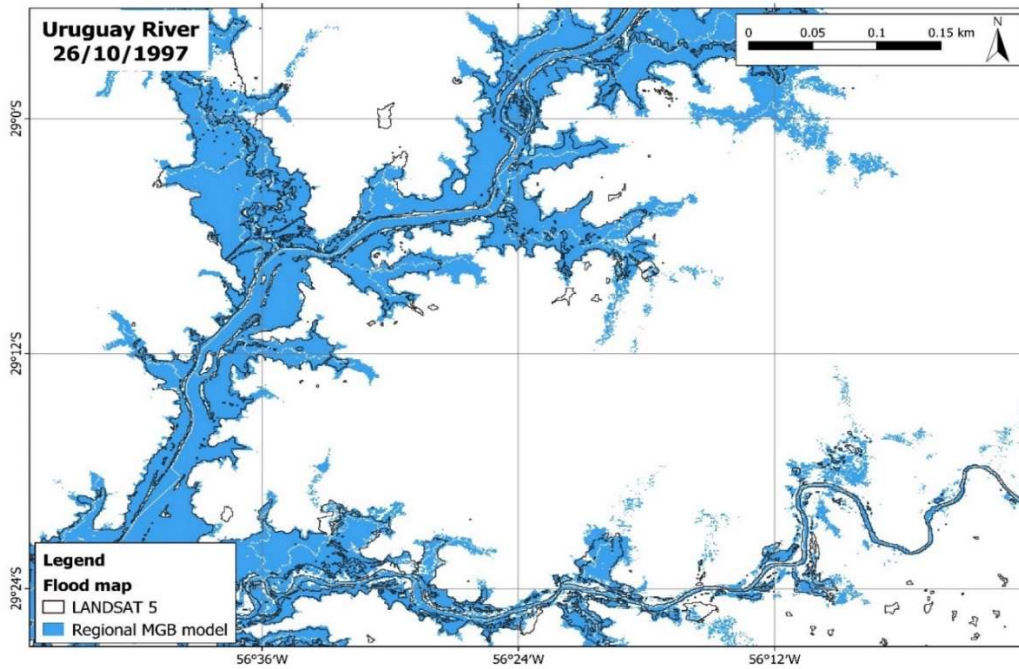 Uruguay River
26/10/1997
0 0.05 0.1 0.15 km
N
29°0'S
29°12'S
29°24'S
Legend
Flood map
LANDSAT 5
Regional MGB model
56°36'W 56°24'W 56°12'W